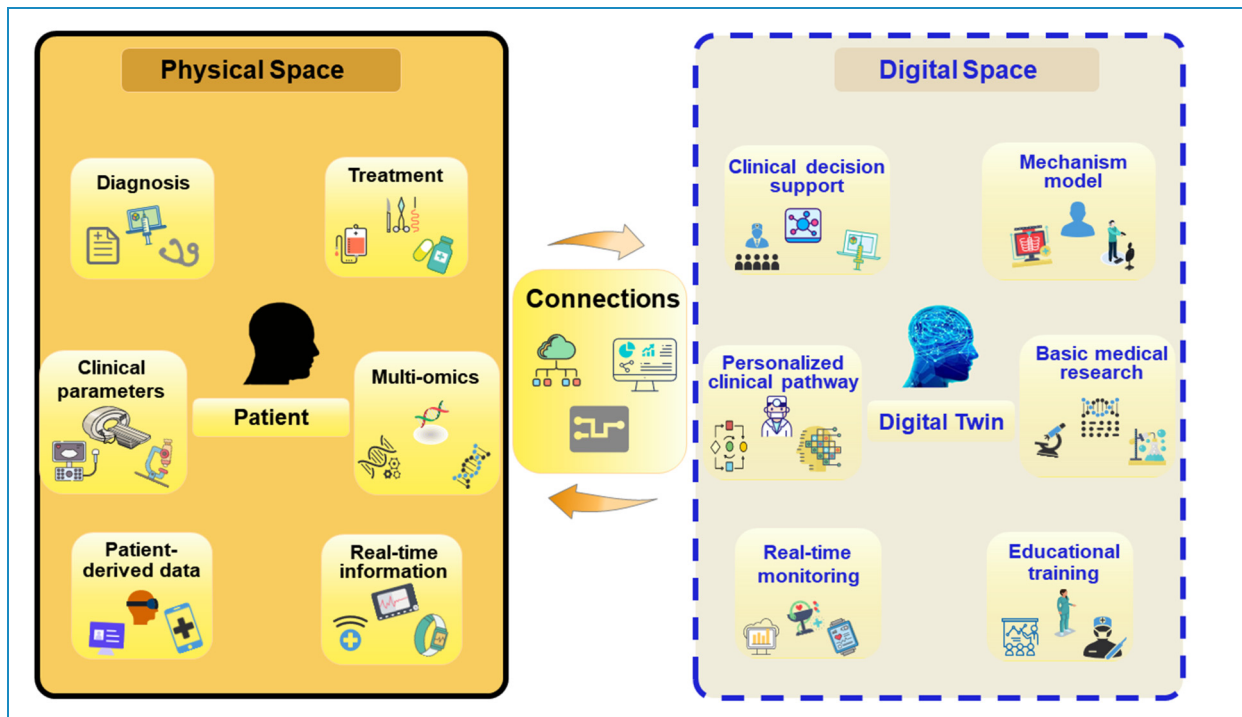 Physical Space
Diagnosis
Treatment
Clinical
parameters
Multi-omics
Patient
Patient-
derived data
Real-time
information
Connections
Digital Space
Clinical decision
support
Mechanism
model
Personalized
clinical pathway
Basic medical
research
Digital Twin
Real-time
monitoring
Educational
training